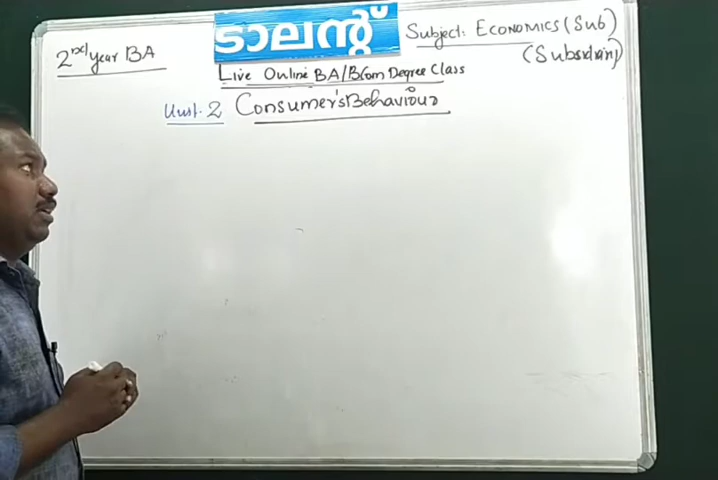 2nd year BA
ടാലന്റ്
Subject: ECONOMICS (Sub)
(Subsidiary)
Live Online BA/BCom Degree Class
Unit. 2 Consumer's Behaviour